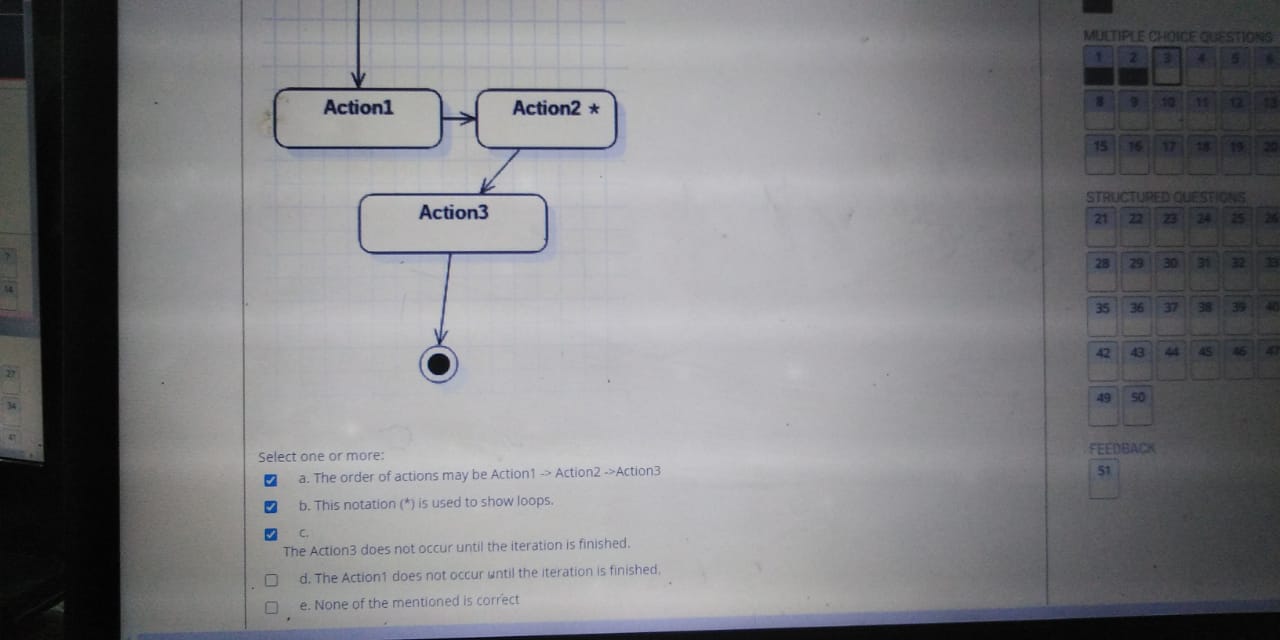 Action1
Action2 *
Action3
Select one or more:
a. The order of actions may be Action1 -> Action2 ->Action3
b. This notation (*) is used to show loops.
c.
The Action3 does not occur until the iteration is finished.
d. The Action1 does not occur until the iteration is finished.
e. None of the mentioned is correct
MULTIPLE CHOICE QUESTIONS
1 2 3 4 5 6
8 9 10 11 12 13
15 16 17 18 19 20
STRUCTURED QUESTIONS
21 22 23 24 25 26
28 29 30 31 32 33
35 36 37 38 39
42 43 44 45 46
49 50
FEEDBACK
51
7
14
27
34
41